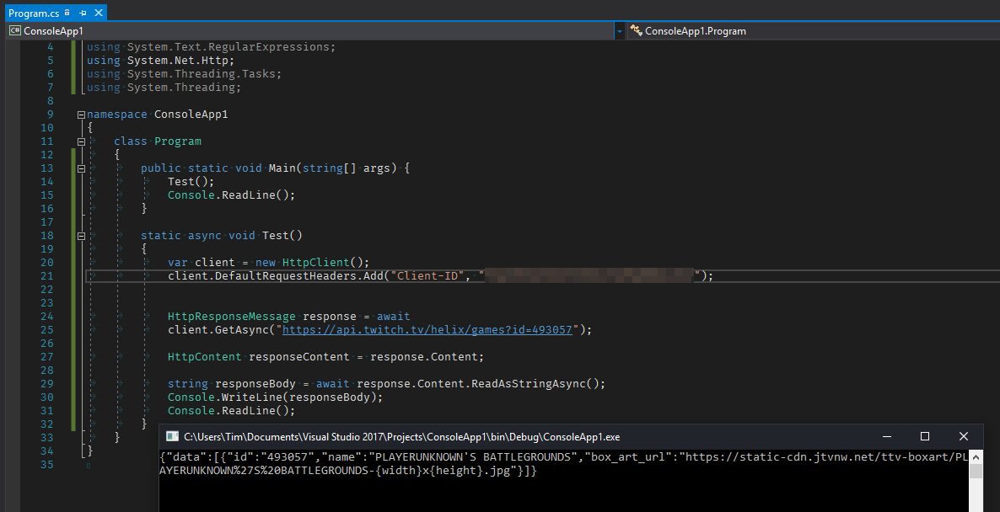 Program.cs
ConsoleApp1
ConsoleApp1.Program
4 using System.Text.RegularExpressions;
5 using System.Net.Http;
6 using System.Threading.Tasks;
7 using System.Threading;
8
9 namespace ConsoleApp1
10 {
11 class Program
12 {
13 public static void Main(string[] args) {
14 Test();
15 Console.ReadLine();
16 }
17
18 static async void Test()
19 {
20 var client = new HttpClient();
21 client.DefaultRequestHeaders.Add("Client-ID", "");
22
23
24 HttpResponseMessage response = await
25 client.GetAsync("https://api.twitch.tv/helix/games?id=493057");
26
27 HttpContent responseContent = response.Content;
28
29 string responseBody = await response.Content.ReadAsStringAsync();
30 Console.WriteLine(responseBody);
31 Console.ReadLine();
32 }
33 }
34 }
35
C:\Users\Tim\Documents\Visual Studio 2017\Projects\ConsoleApp1\bin\Debug\ConsoleApp1.exe
{"data":[{"id":"493057","name":"PLAYERUNKNOWN'S BATTLEGROUNDS","box_art_url":"https://static-cdn.jtvnw.net/ttv-boxart/PL
AYERUNKNOWN%27S%20BATTLEGROUNDS-{width}x{height}.jpg"}]}